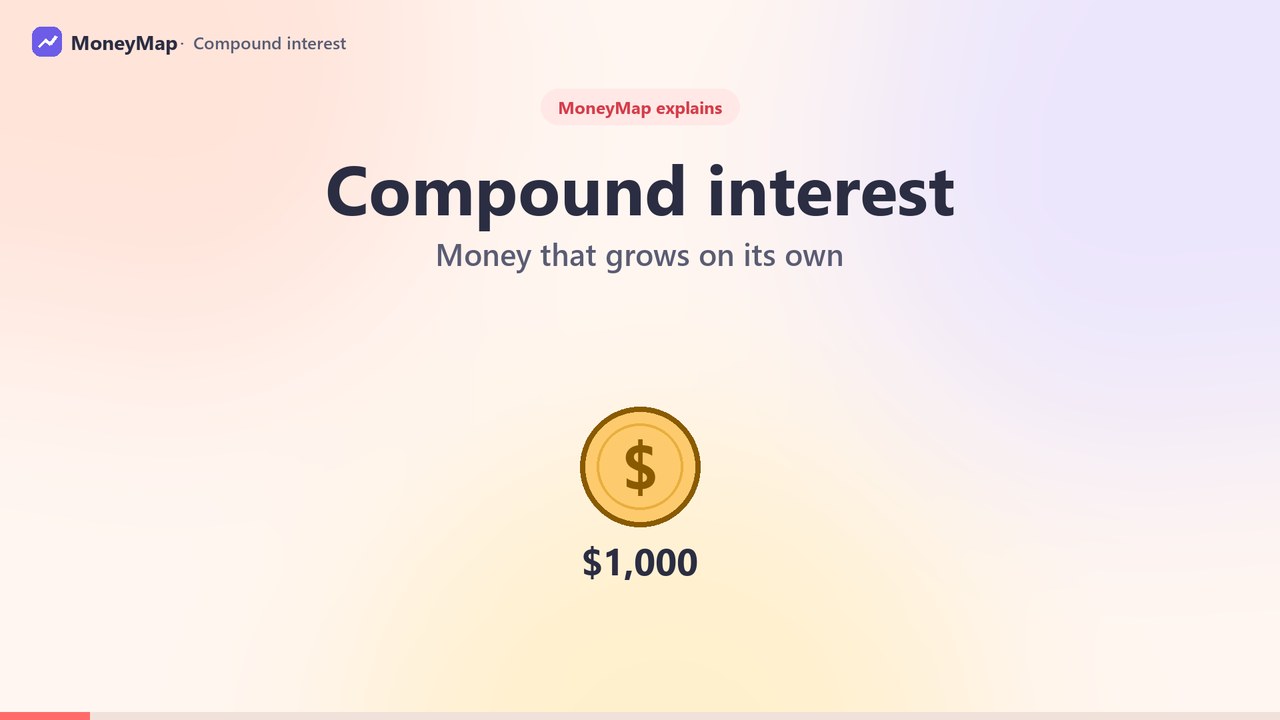 MoneyMap · Compound interest
MoneyMap explains
Compound interest
Money that grows on its own
$
$1,000